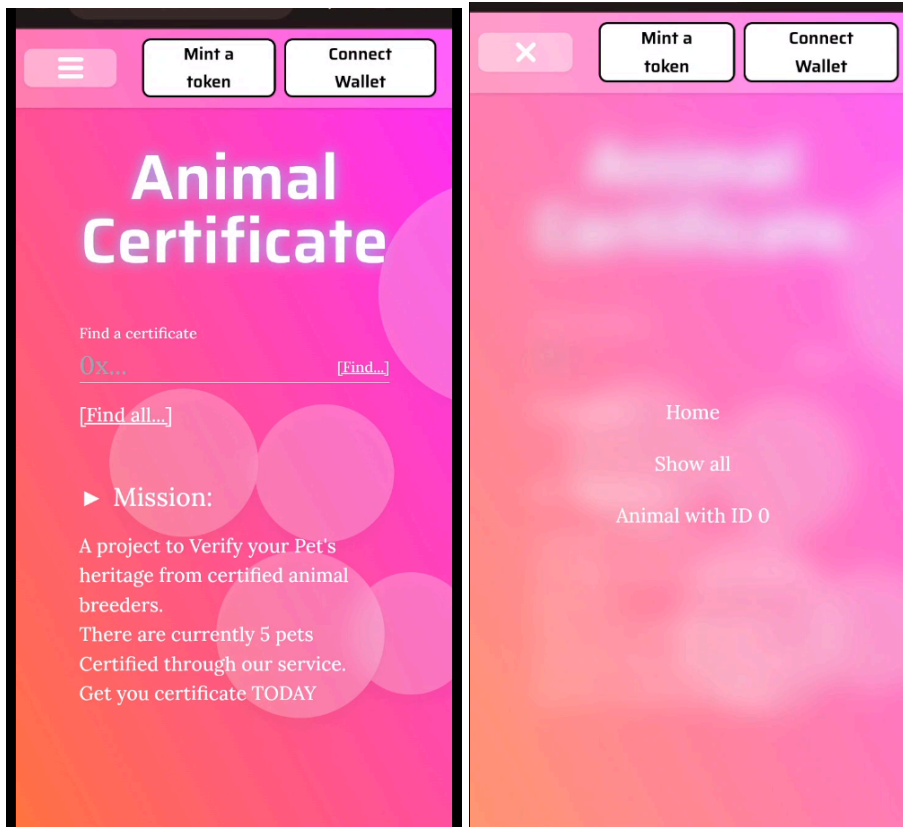 Mint a
token
Connect
Wallet
Animal
Certificate
Find a certificate
0x...
[Find...]
[Find all...]
► Mission:
A project to Verify your Pet's
heritage from certified animal
breeders.
There are currently 5 pets
Certified through our service.
Get you certificate TODAY
Mint a
token
Connect
Wallet
Animal
Certificate
Home
Show all
Animal with ID 0